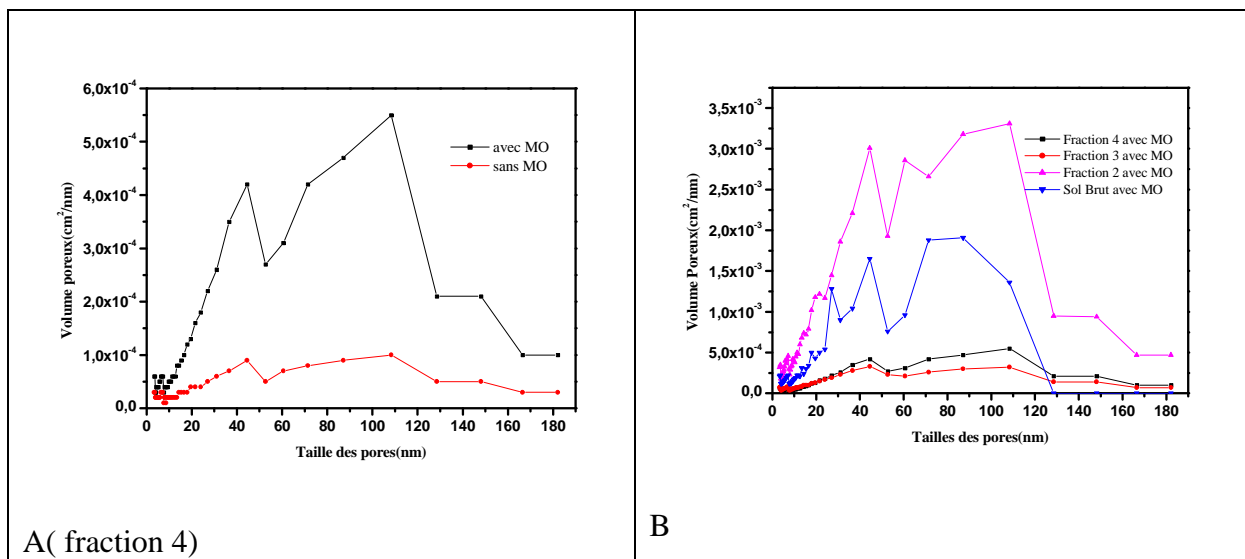 6,0x10⁻⁴
5,0x10⁻⁴
4,0x10⁻⁴
3,0x10⁻⁴
2,0x10⁻⁴
1,0x10⁻⁴
0,0
Volume poreux(cm²/nm)
avec MO
sans MO
0 20 40 60 80 100 120 140 160 180
Taille des pores(nm)
A( fraction 4)
3,5x10⁻³
3,0x10⁻³
2,5x10⁻³
2,0x10⁻³
1,5x10⁻³
1,0x10⁻³
5,0x10⁻⁴
0,0
Volume Poreux(cm²/nm)
Fraction 4 avec MO
Fraction 3 avec MO
Fraction 2 avec MO
Sol Brut avec MO
0 20 40 60 80 100 120 140 160 180
Tailles des pores(nm)
B